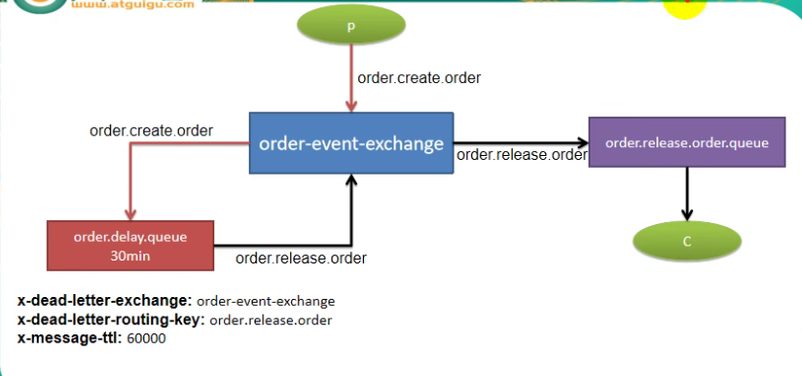 www.atguigu.com
P
order.create.order
order.create.order
order-event-exchange
order.release.order
order.release.order.queue
order.delay.queue
30min
order.release.order
C
x-dead-letter-exchange: order-event-exchange
x-dead-letter-routing-key: order.release.order
x-message-ttl: 60000